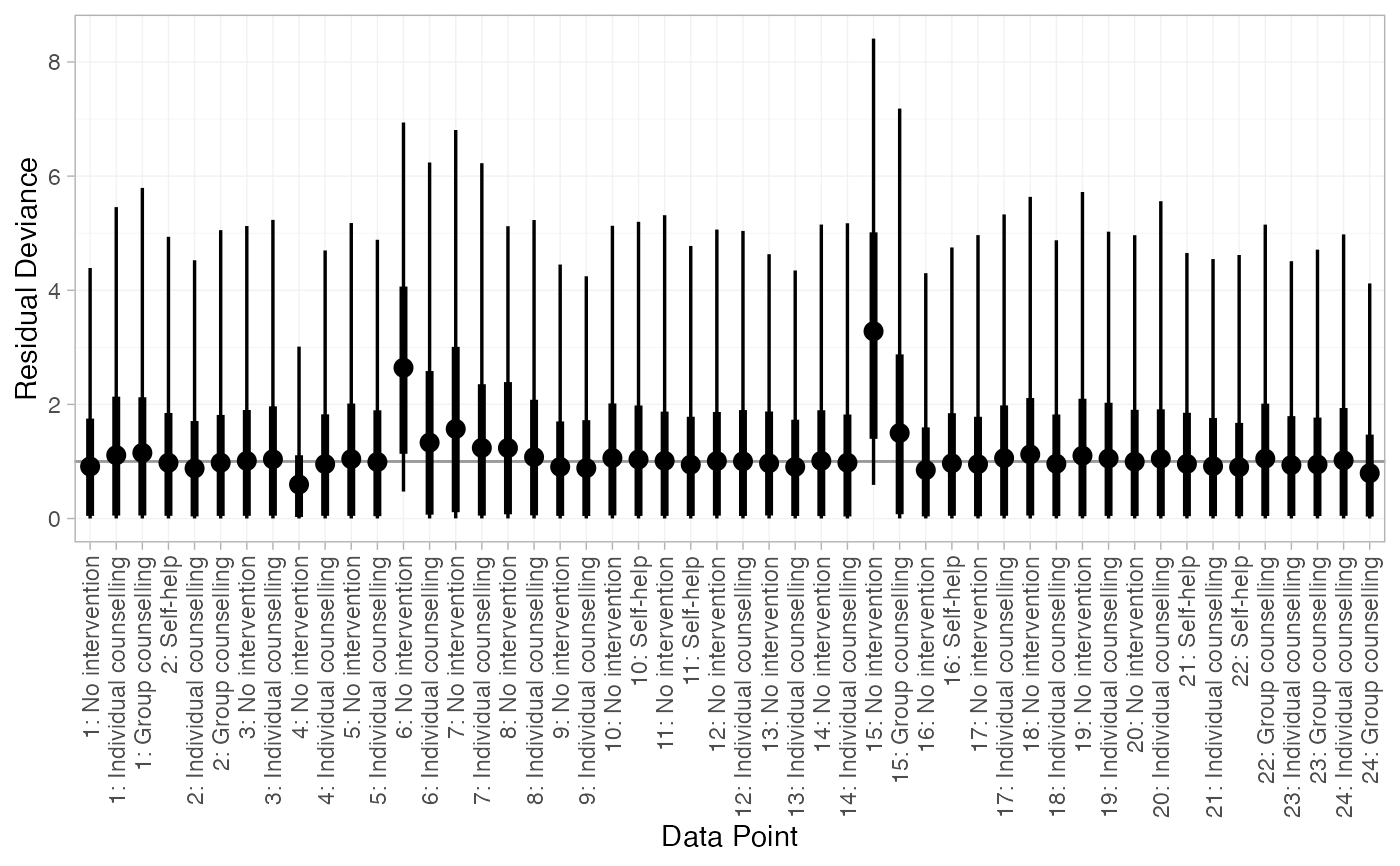 8
6
4
2
0
Residual Deviance
1: No intervention
1: Individual counselling
1: Group counselling
2: Self-help
2: Individual counselling
2: Group counselling
3: No intervention
3: Individual counselling
4: No intervention
4: Individual counselling
5: No intervention
5: Individual counselling
6: No intervention
6: Individual counselling
7: No intervention
7: Individual counselling
8: No intervention
8: Individual counselling
9: No intervention
9: Individual counselling
10: No intervention
10: Self-help
11: No intervention
11: Self-help
12: No intervention
12: Individual counselling
13: No intervention
13: Individual counselling
14: No intervention
14: Individual counselling
15: No intervention
15: Group counselling
16: No intervention
16: Self-help
17: No intervention
17: Individual counselling
18: No intervention
18: Individual counselling
19: No intervention
19: Individual counselling
20: No intervention
20: Individual counselling
21: Self-help
21: Individual counselling
22: Self-help
22: Group counselling
23: Individual counselling
23: Group counselling
24: Individual counselling
24: Group counselling
Data Point